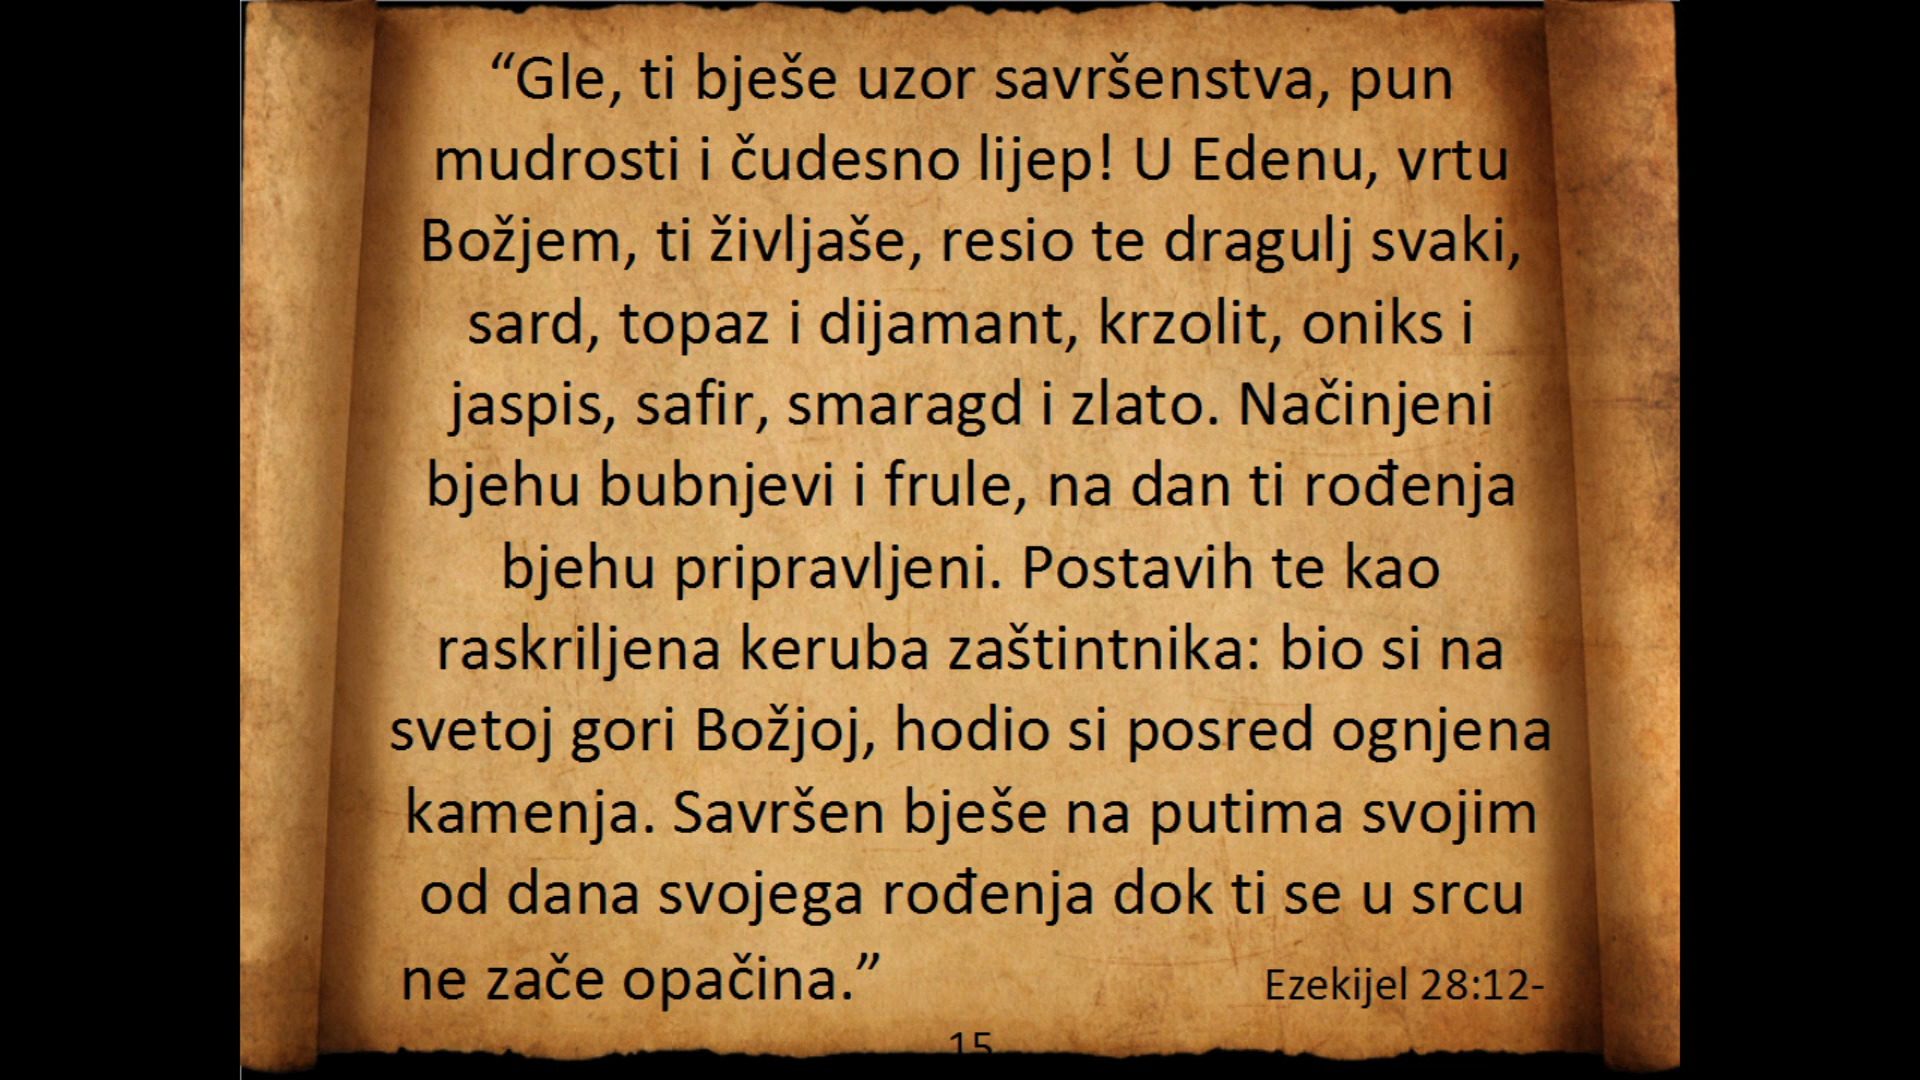 “Gle, ti bješe uzor savršenstva, pun
mudrosti i čudesno lijep! U Edenu, vrtu
Božjem, ti življaše, resio te dragulj svaki,
sard, topaz i dijamant, krzolit, oniks i
jaspis, safir, smaragd i zlato. Načinjeni
bjehu bubnjevi i frule, na dan ti rođenja
bjehu pripravljeni. Postavih te kao
raskriljena keruba zaštintnika: bio si na
svetoj gori Božjoj, hodio si posred ognjena
kamenja. Savršen bješe na putima svojim
od dana svojega rođenja dok ti se u srcu
ne zače opačina.” Ezekijel 28:12-
15